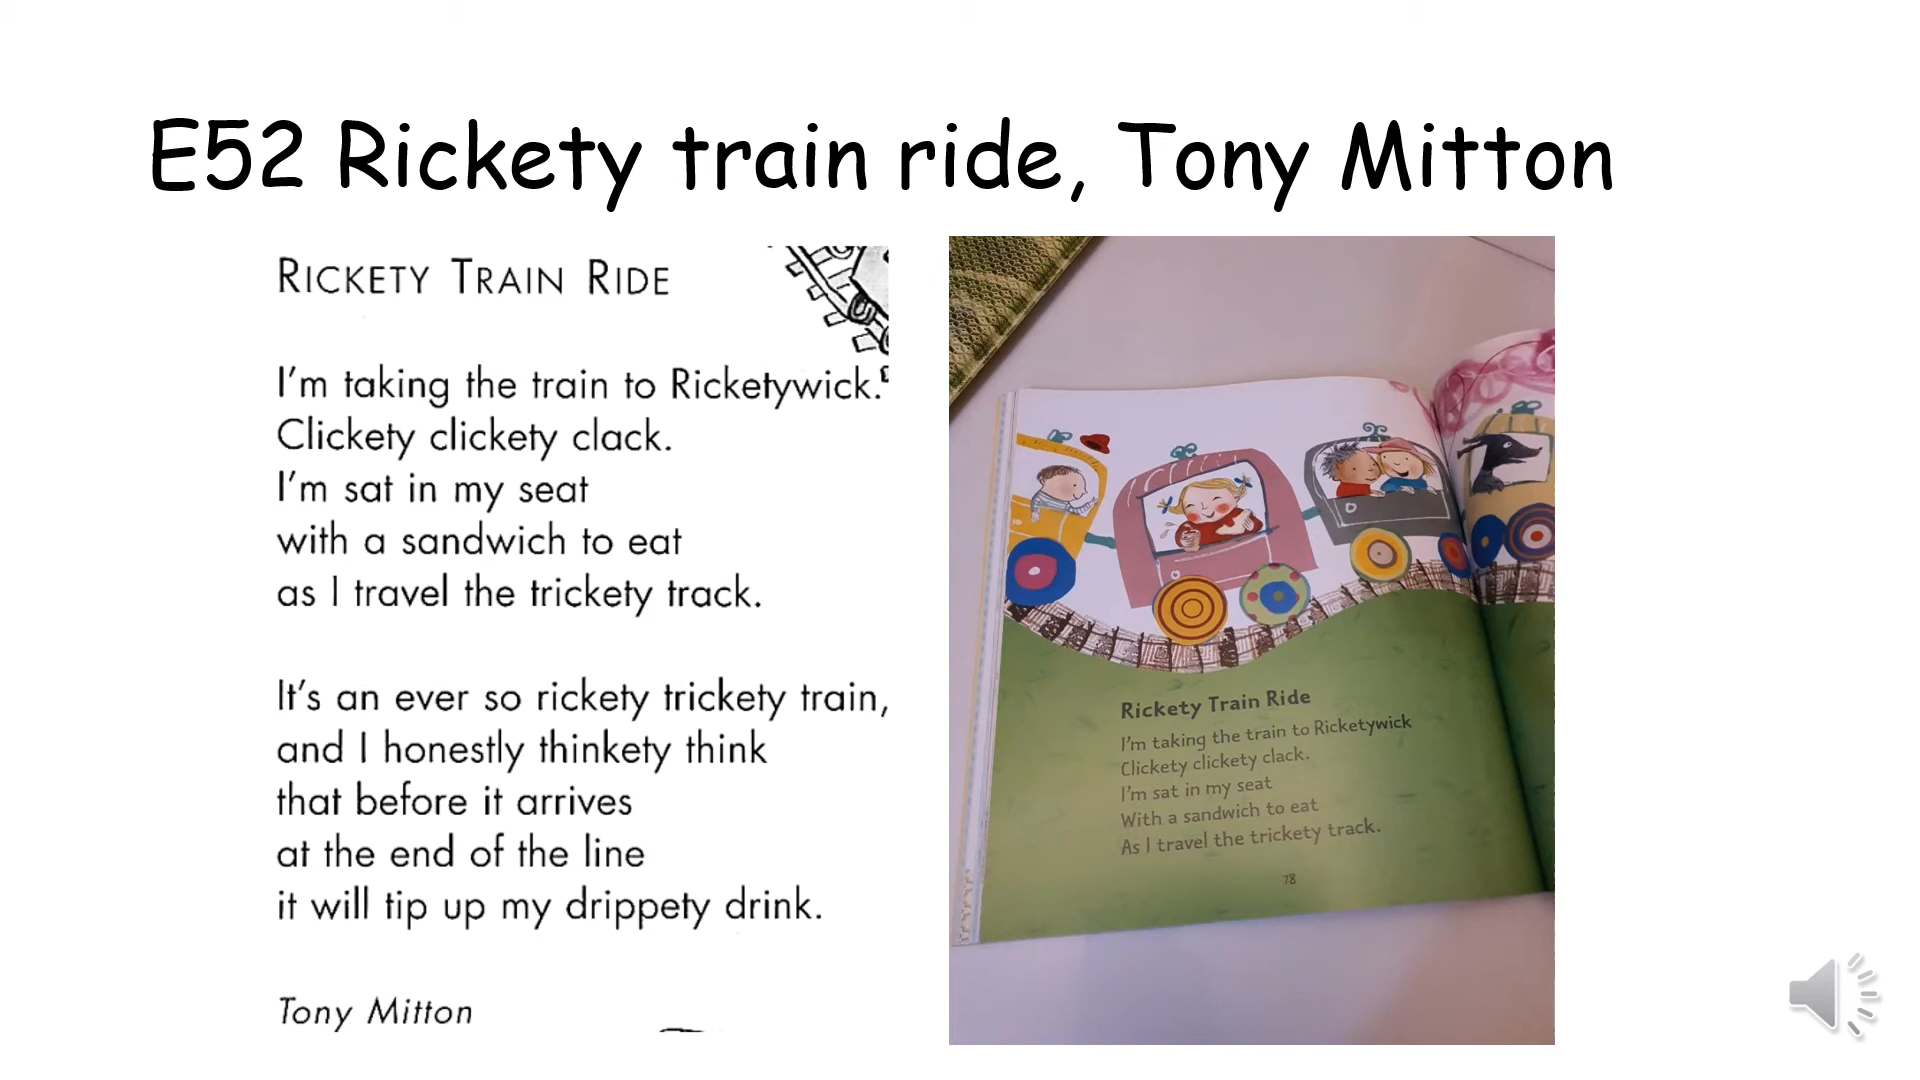 E52 Rickety train ride, Tony Mitton
RICKETY TRAIN RIDE
I'm taking the train to Ricketywick.
Clickety clickety clack.
I'm sat in my seat
with a sandwich to eat
as I travel the trickety track.
It's an ever so rickety trickety train,
and I honestly thinkety think
that before it arrives
at the end of the line
it will tip up my drippety drink.
Tony Mitton
Rickety Train Ride
I'm taking the train to Ricketywick
Clickety clickety clack.
I'm sat in my seat
With a sandwich to eat
As I travel the trickety track.
78